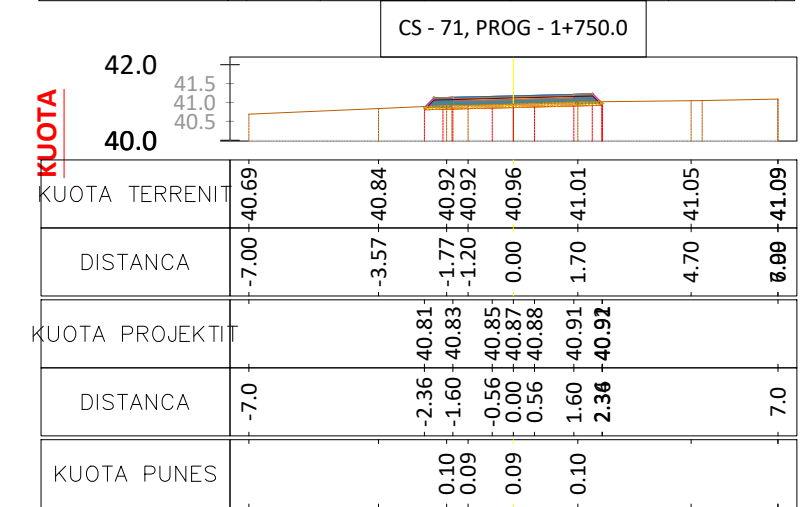 CS - 71, PROG - 1+750.0
42.0
41.5
41.0
40.5
40.0
KUOTA
KUOTA TERRENIT 40.69 40.84 40.92 40.92 40.96 41.01 41.05 41.09
DISTANCA -7.00 -3.57 -1.77 -1.20 0.00 1.70 4.70
KUOTA PROJEKTIT 40.81 40.83 40.85 40.87 40.88 40.91
DISTANCA -7.0 -2.36 -1.60 -0.56 0.00 0.56 1.60 7.0
KUOTA PUNES 0.10 0.09 0.09 0.10